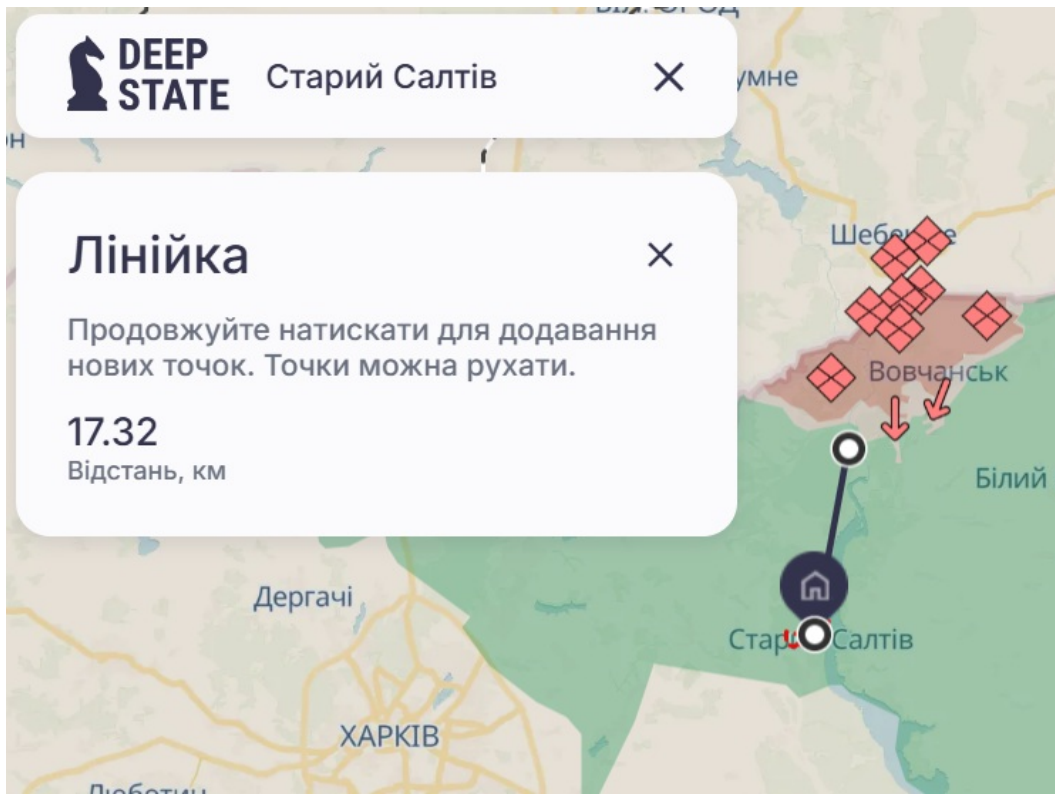 DEEP
STATE
Старий Салтів
умне
Лінійка
Продовжуйте натискати для додавання
нових точок. Точки можна рухати.
17.32
Відстань, км
Вовчанськ
Білий
Дергачі
Салтів
ХАРКІВ